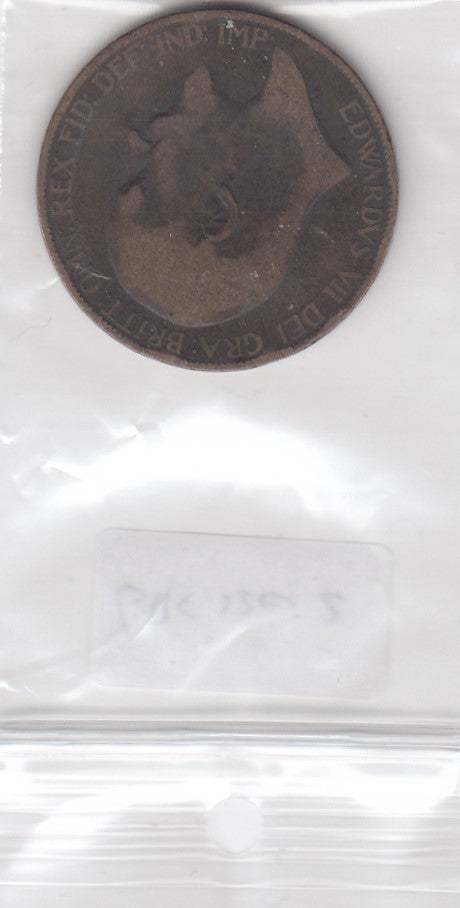 EDWARDVS VII DEI GRA: BRITT: OMN: REX FID: DEF: IND: IMP: